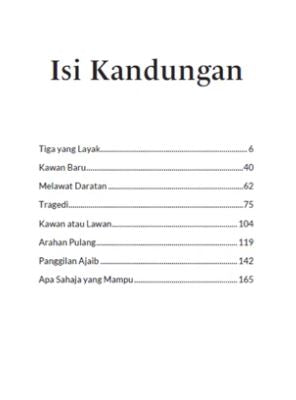 Isi Kandungan
Tiga yang Layak.......................................................... 6
Kawan Baru................................................................40
Melawat Daratan ......................................................62
Tragedi.......................................................................75
Kawan atau Lawan................................................... 104
Arahan Pulang.......................................................... 119
Panggilan Ajaib ........................................................ 142
Apa Sahaja yang Mampu.......................................... 165